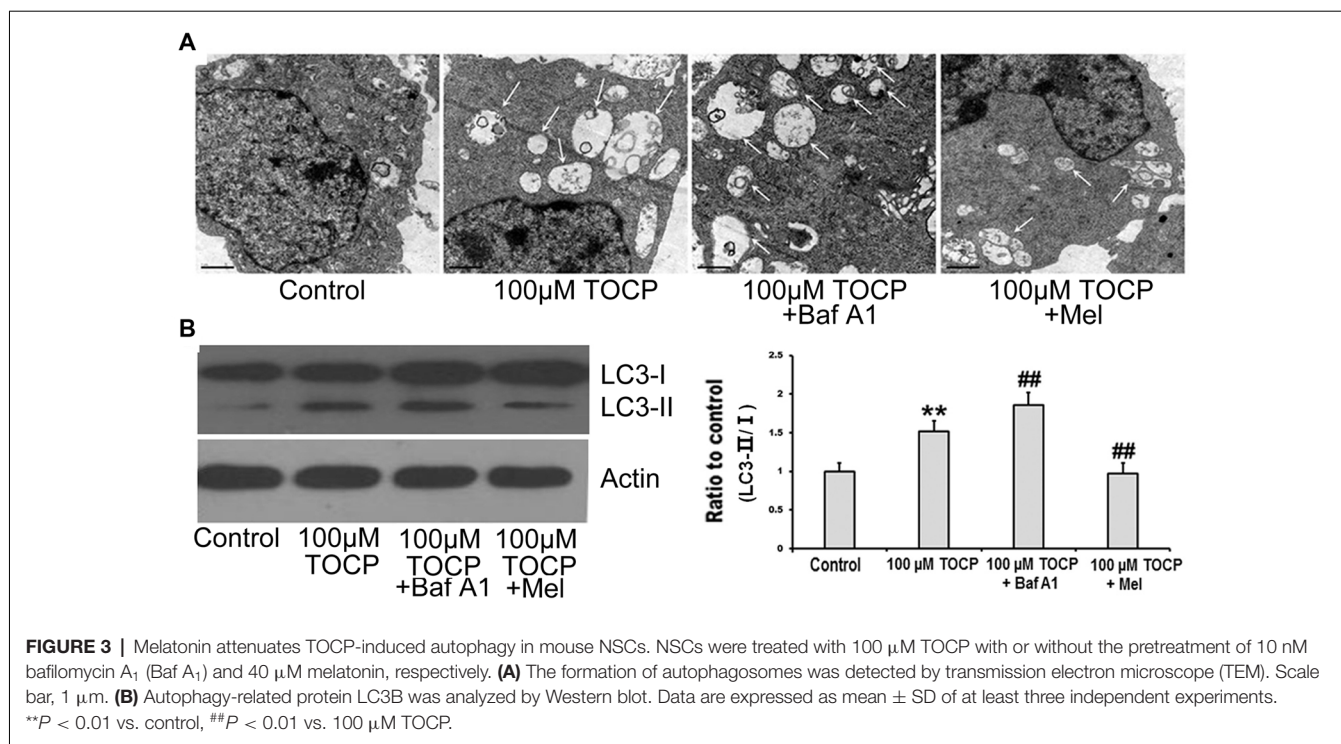 A
Control
100µM TOCP
100µM TOCP
+Baf A1
100µM TOCP
+Mel
B
LC3-I
LC3-II
Actin
Control
100µM
TOCP
100µM
TOCP
+Baf A1
100µM
TOCP
+Mel
Ratio to control
(LC3-II/I)
2.5
2
1.5
1
0.5
0
**
##
##
Control
100 µM TOCP
100 µM TOCP
+ Baf A1
100 µM TOCP
+ Mel
FIGURE 3 | Melatonin attenuates TOCP-induced autophagy in mouse NSCs. NSCs were treated with 100 µM TOCP with or without the pretreatment of 10 nM
bafilomycin A₁ (Baf A₁) and 40 µM melatonin, respectively. (A) The formation of autophagosomes was detected by transmission electron microscope (TEM). Scale
bar, 1 µm. (B) Autophagy-related protein LC3B was analyzed by Western blot. Data are expressed as mean ± SD of at least three independent experiments.
**P < 0.01 vs. control, ##P < 0.01 vs. 100 µM TOCP.